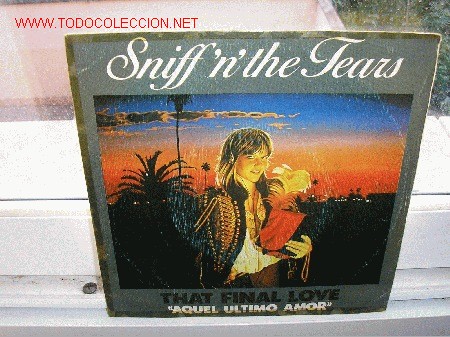 www.TODOCOLECCION.NET
Sniff 'n' the Tears
THAT FINAL LOVE
"AQUEL ULTIMO AMOR"